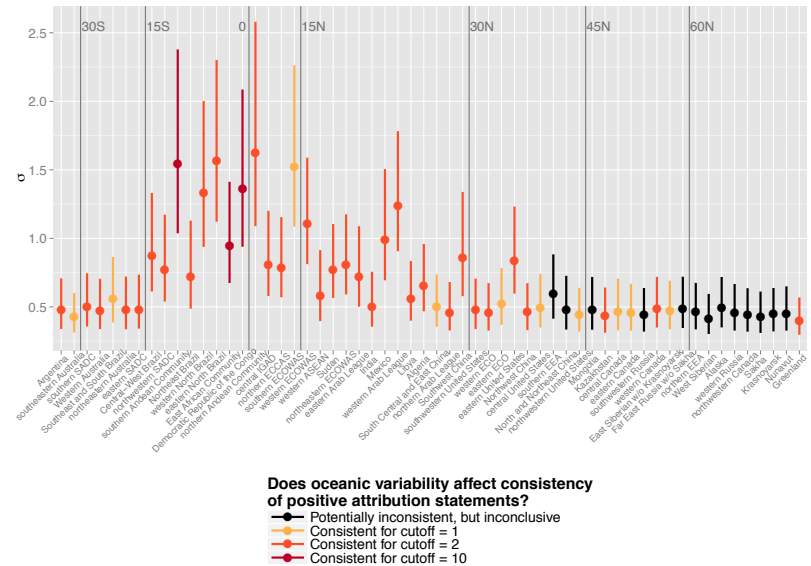 2.5
2.0
1.5
1.0
0.5
σ
30S
15S
0
15N
30N
45N
60N
Argentina
southeastern Australia
southern SADC
Western Australia
Southeast and South Brazil
northeastern Australia
eastern SADC
Central-West Brazil
northwestern SADC
southern Andean Community
Northeast Brazil
western North Brazil
eastern North Brazil
East African Community
Democratic Republic of the Congo
northern Andean Community
central IGAD
northern ECCAS
southern ECOWAS
western ECOWAS
western ASEAN
Sudan
northeastern ECOWAS
eastern Arab League
India
Mexico
western Arab League
Libya
Algeria
South Central and East China
northern Arab League
Southwest China
southwestern United States
western ECO
eastern ECO
eastern United States
Northwest China
central United States
southern EEA
North and Northeast China
northwestern United States
Mongolia
Kazakhstan
central Canada
eastern Canada
southwestern Russia
western Canada
East Siberian w/o Krasnoyarsk
Far East Russia w/o Sakha
northern EEA
West Siberian
Alaska
western Russia
northwestern Canada
Sakha
Krasnoyarsk
Nunavut
Greenland
Does oceanic variability affect consistency
of positive attribution statements?
Potentially inconsistent, but inconclusive
Consistent for cutoff = 1
Consistent for cutoff = 2
Consistent for cutoff = 10